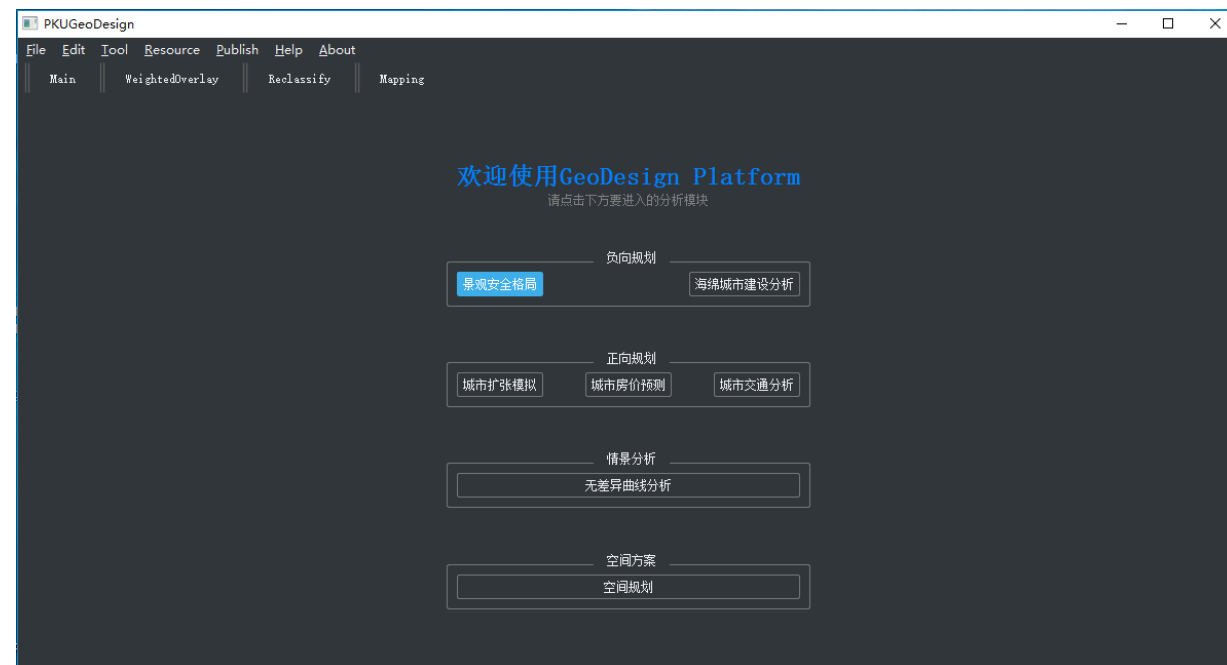 PKUGeoDesign
File Edit Tool Resource Publish Help About
Main WeightedOverlay Reclassify Mapping
欢迎使用GeoDesign Platform
请点击下方要进入的分析模块
负向规划
景观安全格局 海绵城市建设分析
正向规划
城市扩张模拟 城市房价预测 城市交通分析
情景分析
无差异曲线分析
空间方案
空间规划